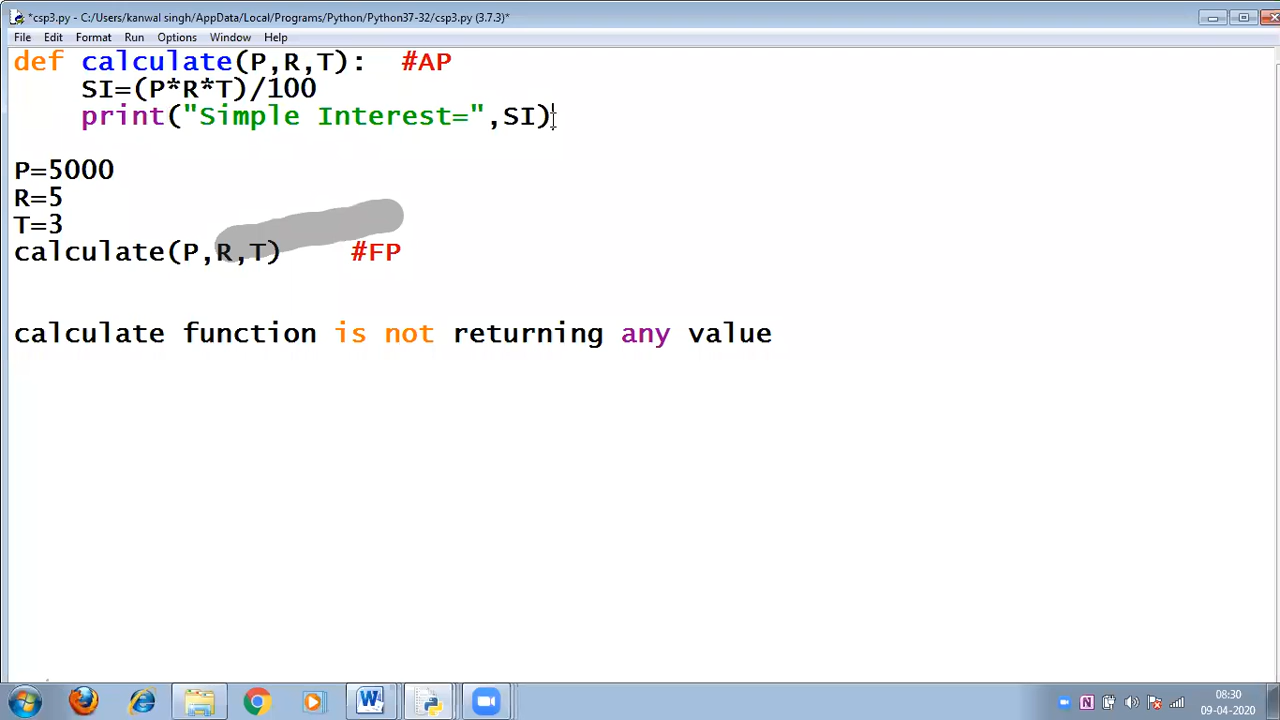 *csp3.py - C:/Users/kanwal singh/AppData/Local/Programs/Python/Python37-32/csp3.py (3.7.3)*
File Edit Format Run Options Window Help
def calculate(P,R,T): #AP
SI=(P*R*T)/100
print("Simple Interest=",SI)
P=5000
R=5
T=3
calculate(P,R,T) #FP
calculate function is not returning any value
08:30
09-04-2020